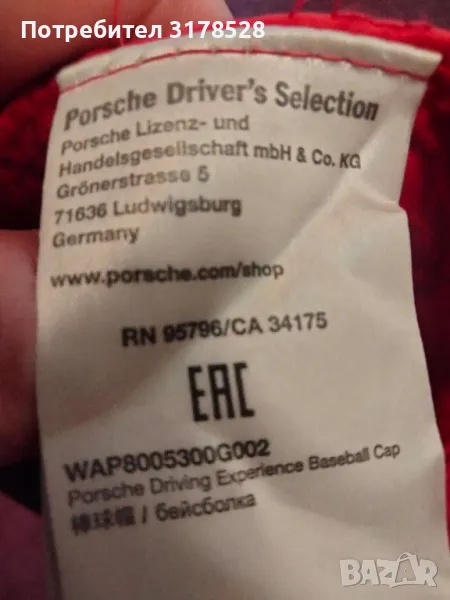 Потребител 3178528
Porsche Driver's Selection
Porsche Lizenz- und
Handelsgesellschaft mbH & Co. KG
Grönerstrasse 5
71636 Ludwigsburg
Germany
www.porsche.com/shop
RN 95796/CA 34175
EAC
WAP8005300G002
Porsche Driving Experience Baseball Cap
棒球帽 / бейсболка
BAZAR